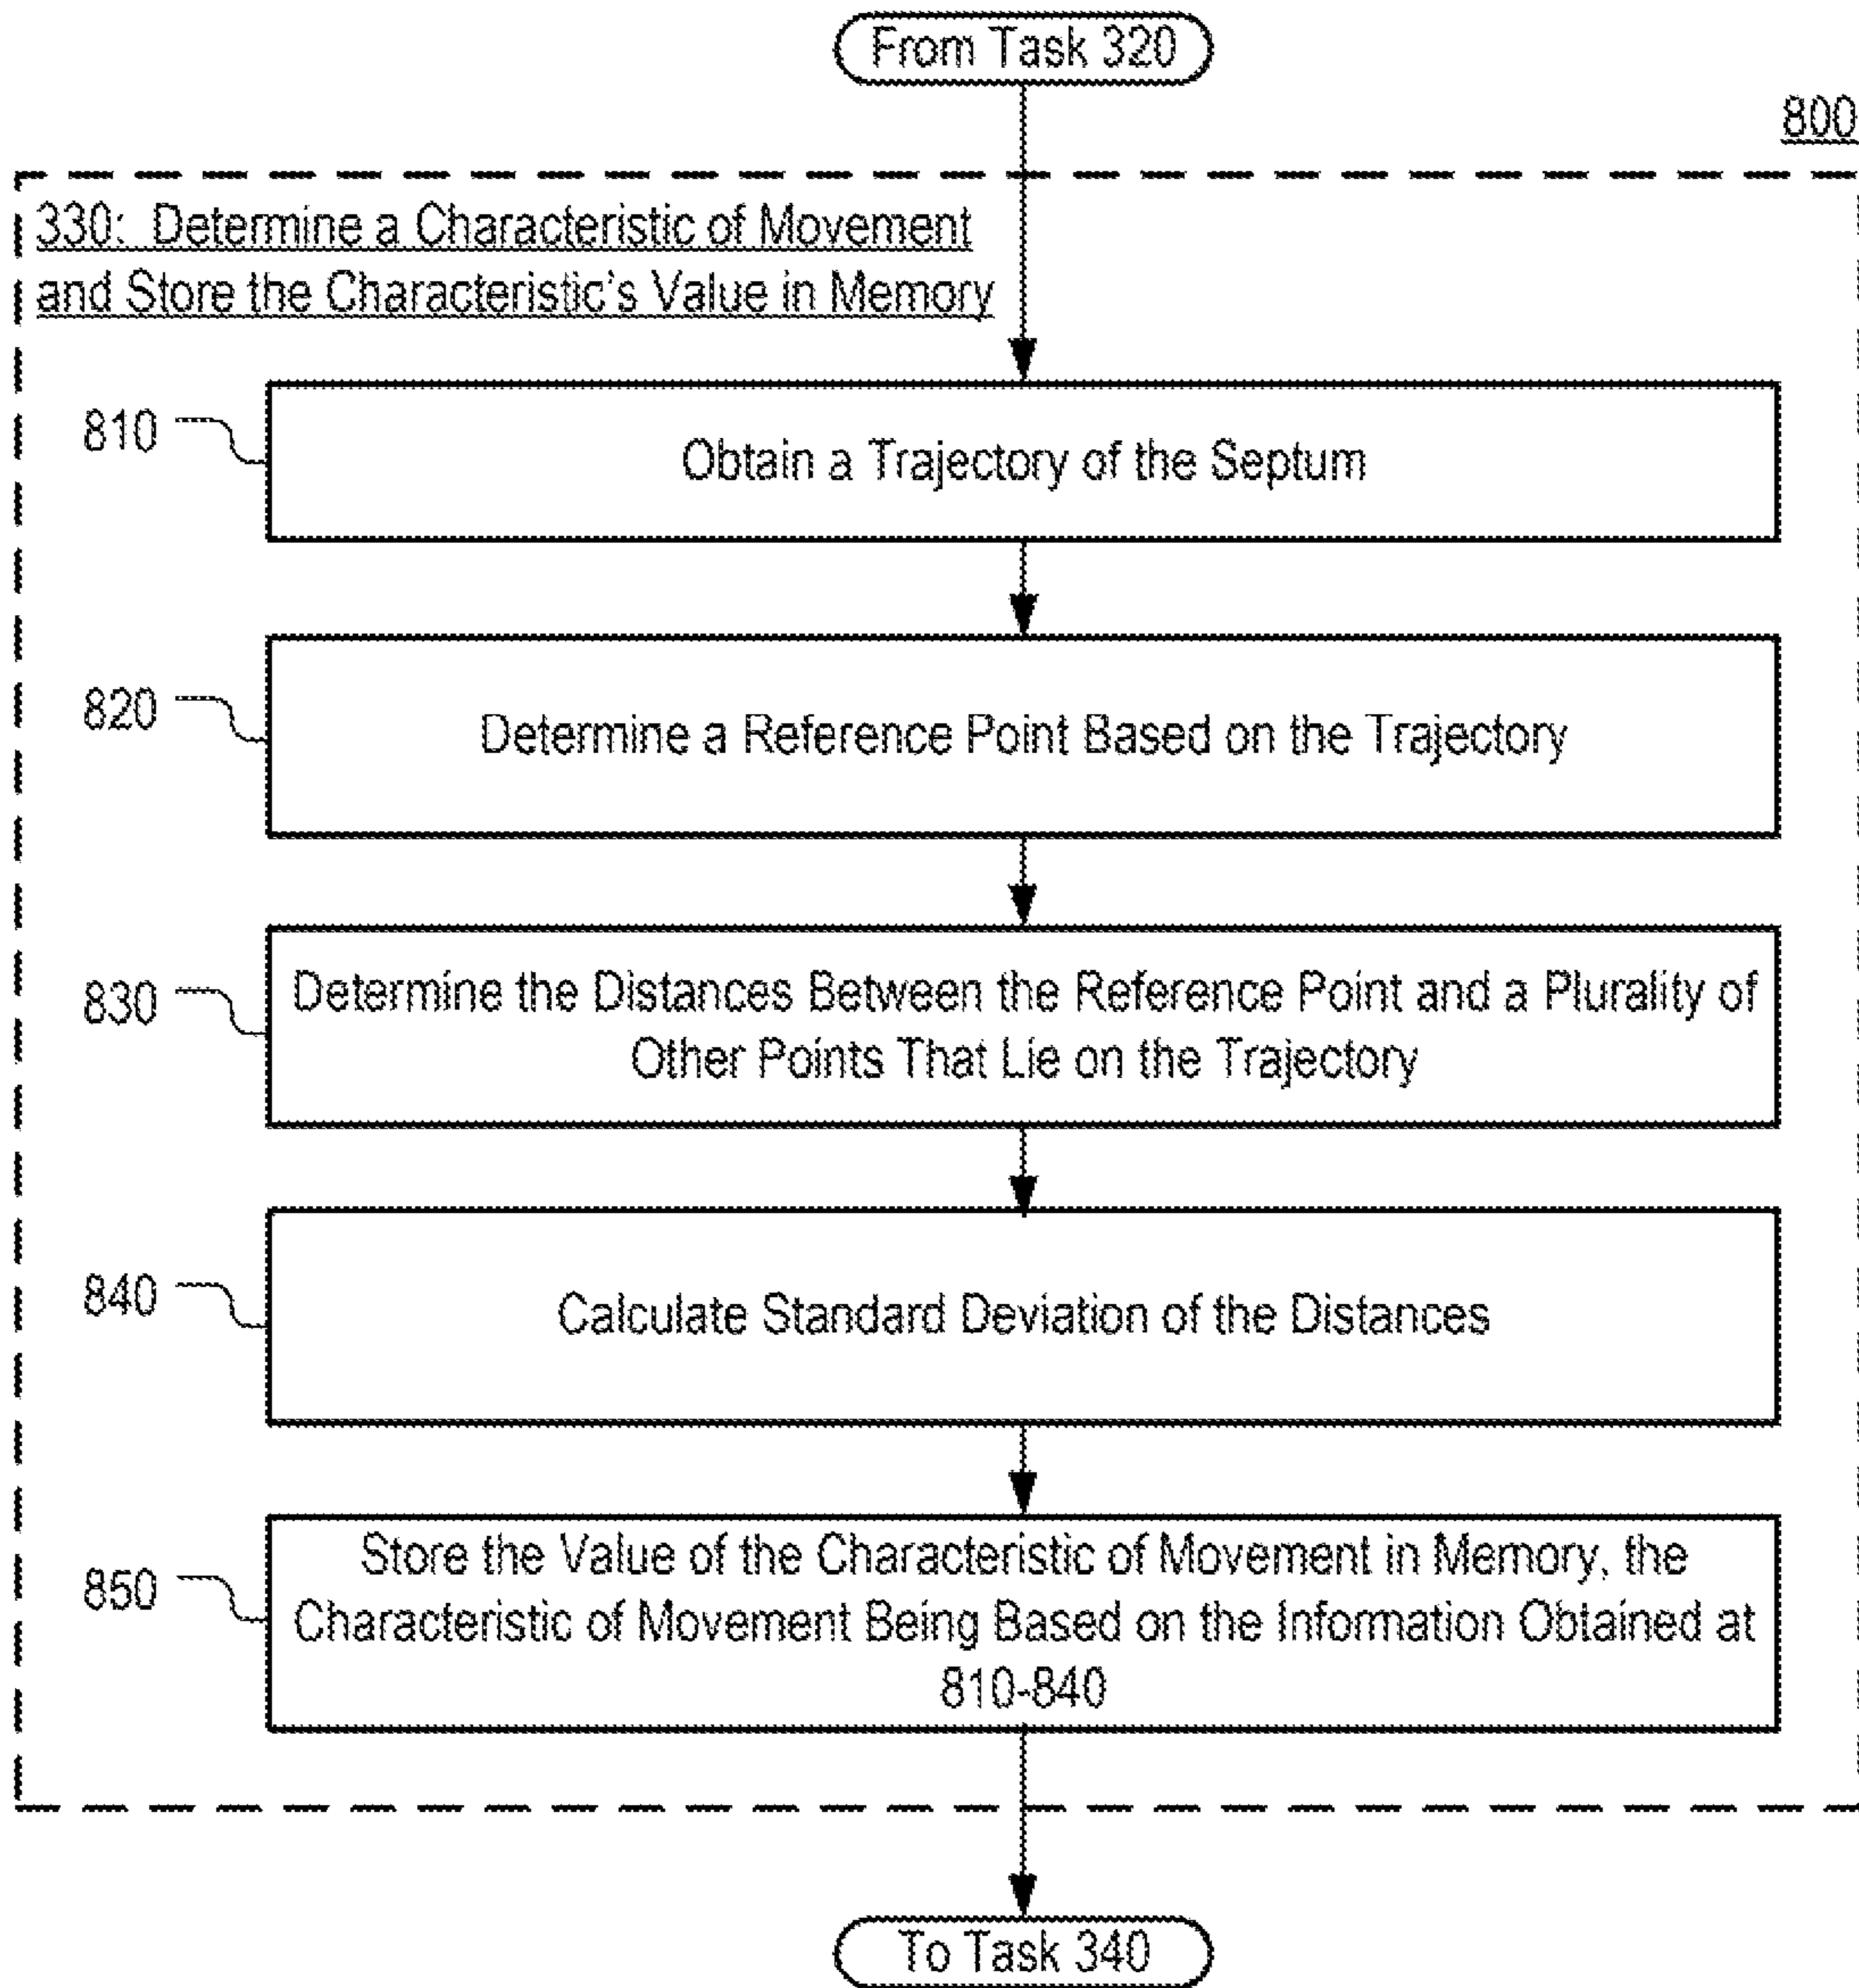 From Task 320
800
330: Determine a Characteristic of Movement
and Store the Characteristic's Value in Memory
810
Obtain a Trajectory of the Septum
820
Determine a Reference Point Based on the Trajectory
830
Determine the Distances Between the Reference Point and a Plurality of
Other Points That Lie on the Trajectory
840
Calculate Standard Deviation of the Distances
850
Store the Value of the Characteristic of Movement in Memory, the
Characteristic of Movement Being Based on the Information Obtained at
810-840
To Task 340